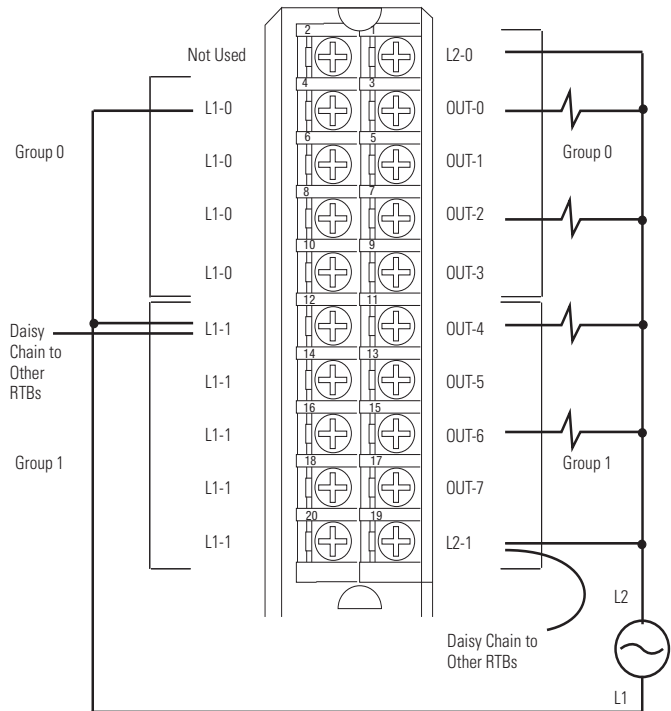 2 1
Not Used L2-0
4 3
L1-0 OUT-0
6 5
Group 0 L1-0 OUT-1 Group 0
8 7
L1-0 OUT-2
10 9
L1-0 OUT-3
12 11
L1-1 OUT-4
Daisy
Chain to
Other
RTBs
14 13
L1-1 OUT-5
16 15
L1-1 OUT-6
Group 1 Group 1
18 17
L1-1 OUT-7
20 19
L1-1 L2-1
L2
Daisy Chain to
Other RTBs
L1